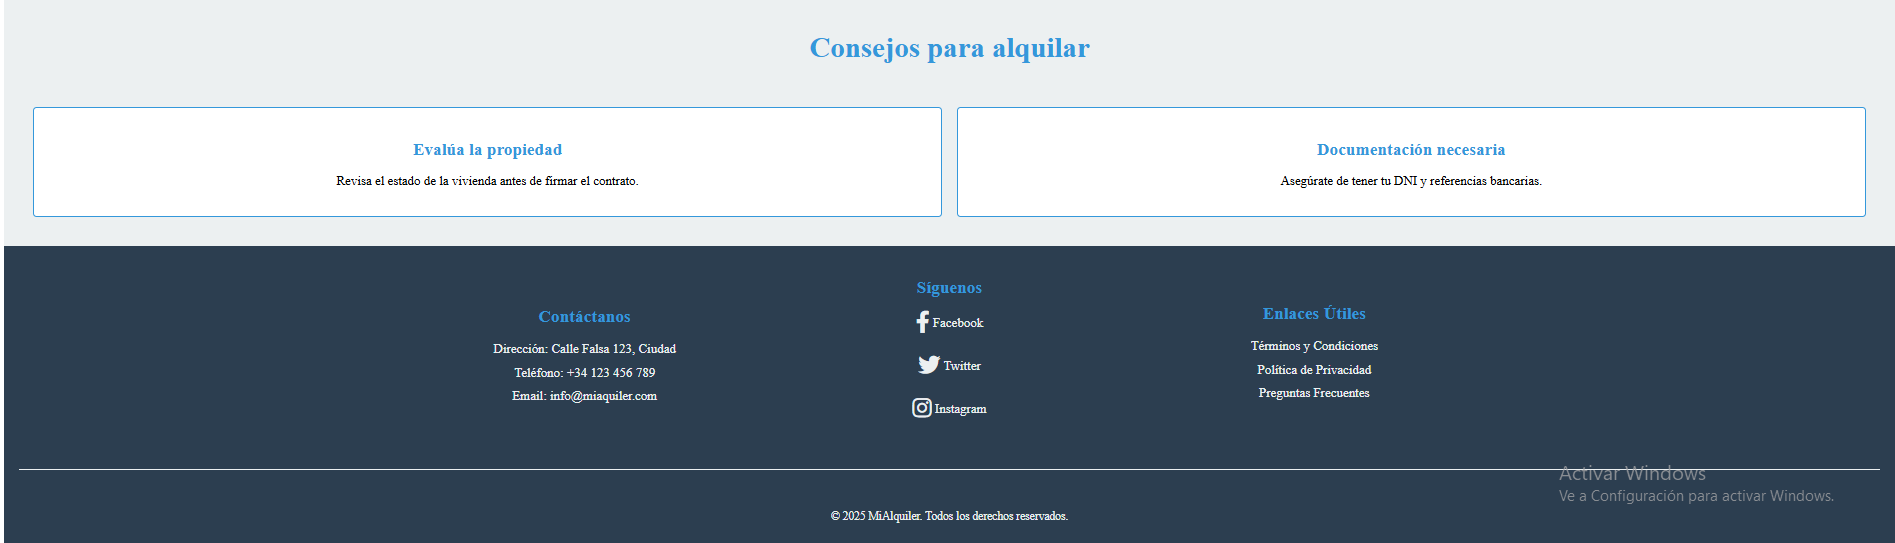 Consejos para alquilar
Evalúa la propiedad
Revisa el estado de la vivienda antes de firmar el contrato.
Documentación necesaria
Asegúrate de tener tu DNI y referencias bancarias.
Contáctanos
Dirección: Calle Falsa 123, Ciudad
Teléfono: +34 123 456 789
Email: info@miaquiler.com
Síguenos
Facebook
Twitter
Instagram
Enlaces Útiles
Términos y Condiciones
Política de Privacidad
Preguntas Frecuentes
Activar Windows
Ve a Configuración para activar Windows.
© 2025 MiAlquiler. Todos los derechos reservados.